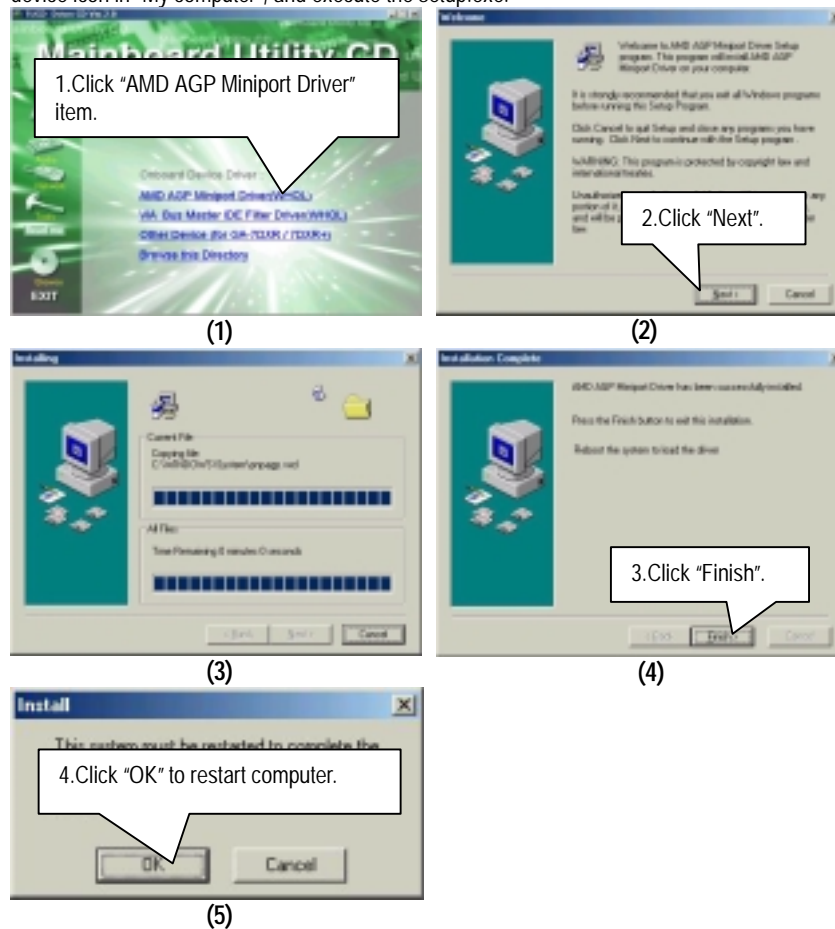 device icon in "My computer", and execute the setup.exe.
Mainboard Utility CD
1.Click "AMD AGP Miniport Driver"
item.
Onboard Device Driver :
AMD AGP Miniport Driver(WHQL)
VIA Bus Master IDE Filter Driver(WHQL)
Other Device (for GA-7DXR / 7DXR+)
Browse this Directory
EXIT
(1)
Welcome
Welcome to AMD AGP Miniport Driver Setup
program. This program will install AMD AGP
Miniport Driver on your computer.
It is strongly recommended that you exit all Windows programs
before running this Setup Program.
Click Cancel to quit Setup and close any programs you have
running. Click Next to continue with the Setup program.
WARNING: This program is protected by copyright law and
international treaties.
2.Click "Next".
Next >
Cancel
(2)
Installing
Current File
Copying file:
All Files
Time Remaining 0 minutes 0 seconds
< Back
Next >
Cancel
(3)
Installation Complete
AMD AGP Miniport Driver has been successfully installed.
Press the Finish button to exit this installation.
Reboot the system to load the driver
3.Click "Finish".
< Back
Finish
Cancel
(4)
Install
This system must be restarted to complete the
4.Click "OK" to restart computer.
OK
Cancel
(5)